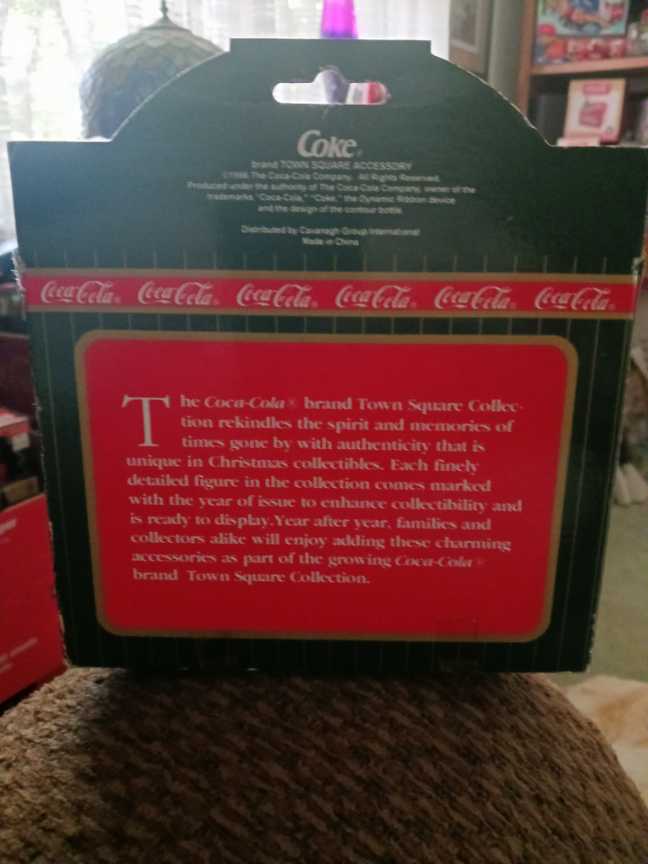 Coke®
brand TOWN SQUARE ACCESSORY
The Coca-Cola Company. All Rights Reserved.
Produced under the authority of The Coca-Cola Company, owner of the
trademarks, "Coca-Cola," "Coke," the Dynamic Ribbon device
and the design of the contour bottle.
Distributed by Cavanagh Group International
Made in China
Coca-Cola® Coca-Cola® Coca-Cola® Coca-Cola® Coca-Cola® Coca-Cola®
The Coca-Cola® brand Town Square Collec-
tion rekindles the spirit and memories of
times gone by with authenticity that is
unique in Christmas collectibles. Each finely
detailed figure in the collection comes marked
with the year of issue to enhance collectibility and
is ready to display.Year after year, families and
collectors alike will enjoy adding these charming
accessories as part of the growing Coca-Cola®
brand Town Square Collection.